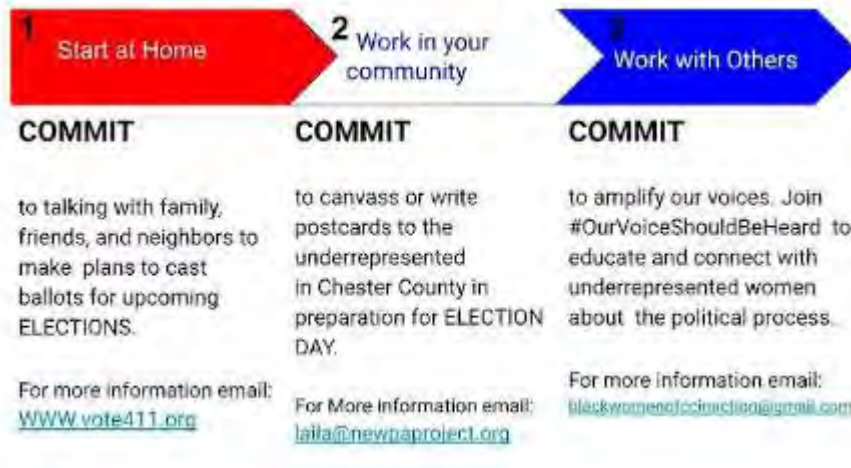 1
Start at Home
2 Work in your
community
3
Work with Others
COMMIT
to talking with family,
friends, and neighbors to
make plans to cast
ballots for upcoming
ELECTIONS.
For more information email:
WWW.vote411.org
COMMIT
to canvass or write
postcards to the
underrepresented
in Chester County in
preparation for ELECTION
DAY.
For More information email:
laila@newpaproject.org
COMMIT
to amplify our voices. Join
#OurVoiceShouldBeHeard to
educate and connect with
underrepresented women
about the political process.
For more information email:
blackwomenofccinaction@gmail.com